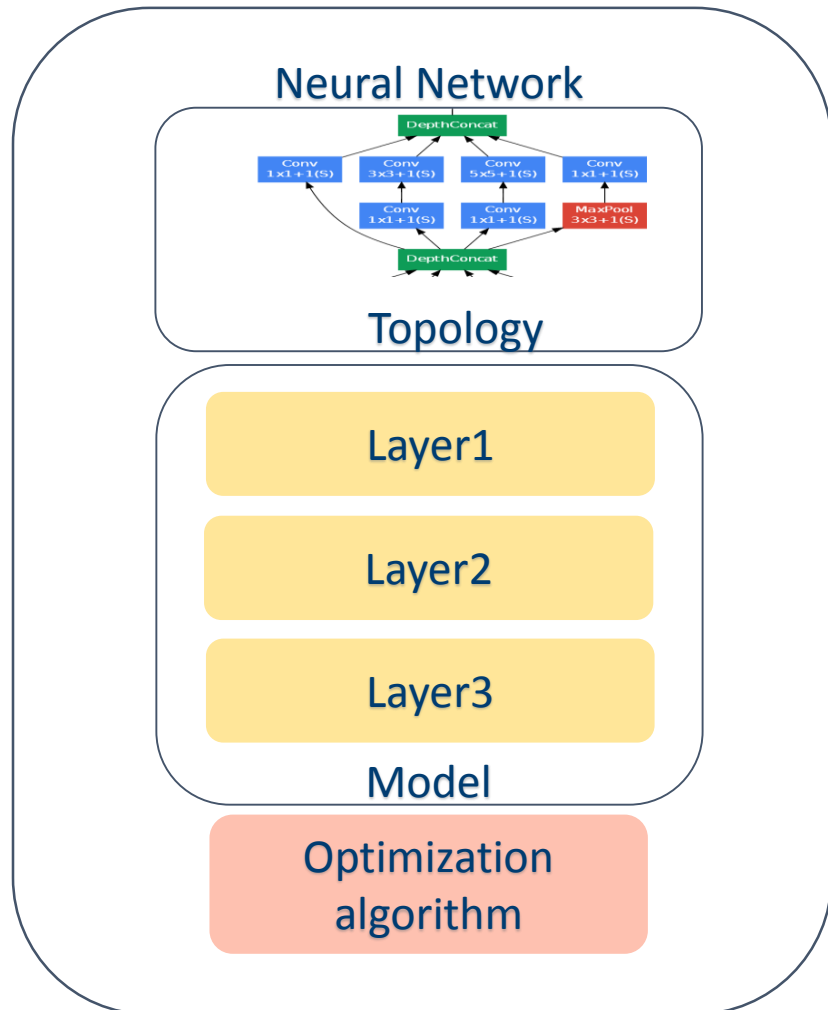 Neural Network
DepthConcat
Conv
1x1+1(S)
Conv
3x3+1(S)
Conv
5x5+1(S)
Conv
1x1+1(S)
Conv
1x1+1(S)
Conv
1x1+1(S)
MaxPool
3x3+1(S)
DepthConcat
Topology
Layer1
Layer2
Layer3
Model
Optimization
algorithm